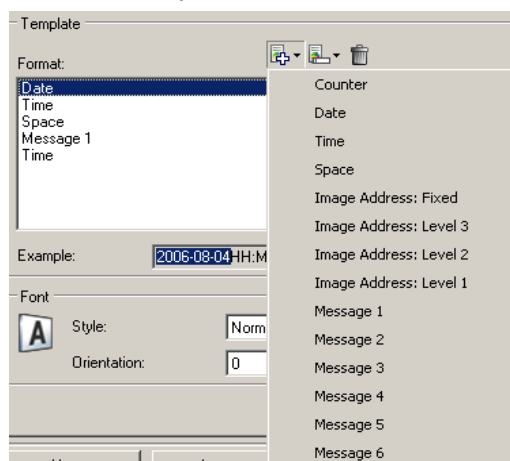 Template
Format:
Date
Time
Space
Message 1
Time
Example:
2006-08-04HH:M
Font
A
Style:
Norm
Orientation:
0
Counter
Date
Time
Space
Image Address: Fixed
Image Address: Level 3
Image Address: Level 2
Image Address: Level 1
Message 1
Message 2
Message 3
Message 4
Message 5
Message 6